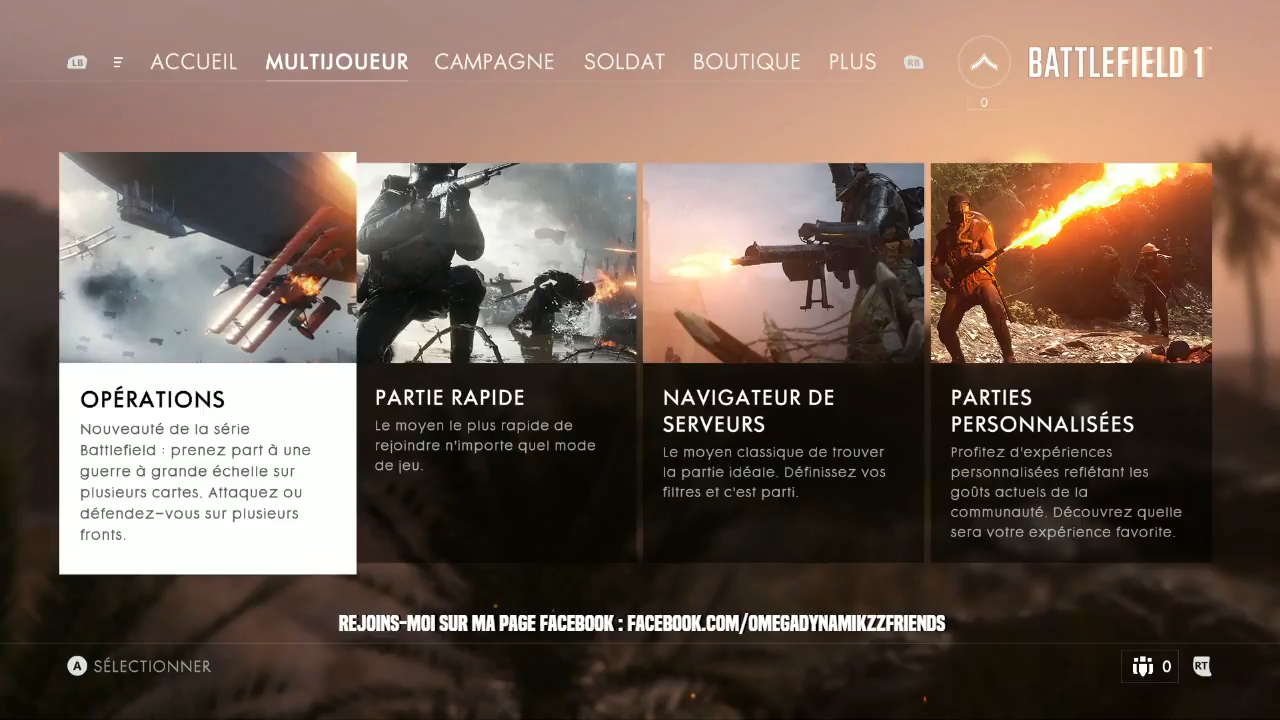 LB ACCUEIL MULTIJOUEUR CAMPAGNE SOLDAT BOUTIQUE PLUS RB
BATTLEFIELD 1™
0
OPÉRATIONS
Nouveauté de la série
Battlefield : prenez part à une
guerre à grande échelle sur
plusieurs cartes. Attaquez ou
défendez-vous sur plusieurs
fronts.
PARTIE RAPIDE
Le moyen le plus rapide de
rejoindre n'importe quel mode
de jeu.
NAVIGATEUR DE
SERVEURS
Le moyen classique de trouver
la partie idéale. Définissez vos
filtres et c'est parti.
PARTIES
PERSONNALISÉES
Profitez d'expériences
personnalisées reflétant les
goûts actuels de la
communauté. Découvrez quelle
sera votre expérience favorite.
REJOINS-MOI SUR MA PAGE FACEBOOK : FACEBOOK.COM/OMEGADYNAMIKZZFRIENDS
A SÉLECTIONNER
0 RT